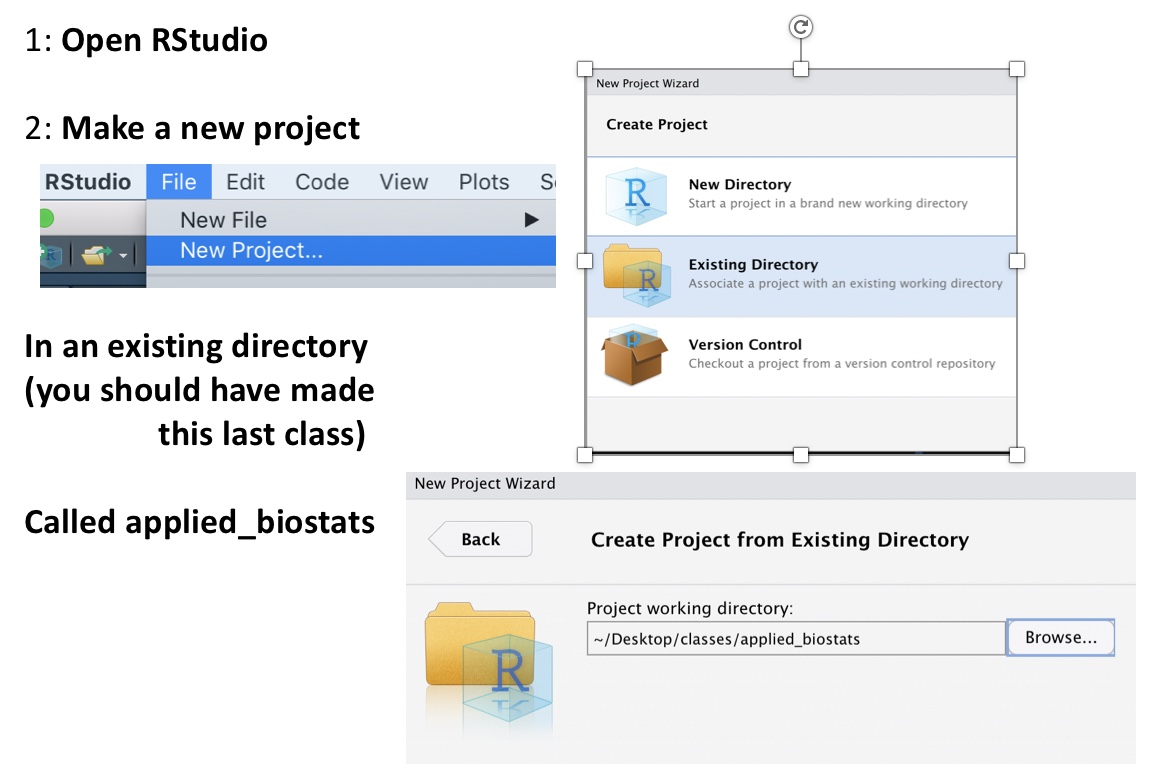 1: Open RStudio
2: Make a new project
RStudio File Edit Code View Plots
New File
New Project...
In an existing directory
(you should have made
this last class)
Called applied_biostats
New Project Wizard
Create Project
New Directory
Start a project in a brand new working directory
Existing Directory
Associate a project with an existing working directory
Version Control
Checkout a project from a version control repository
New Project Wizard
Back
Create Project from Existing Directory
Project working directory:
~/Desktop/classes/applied_biostats
Browse...